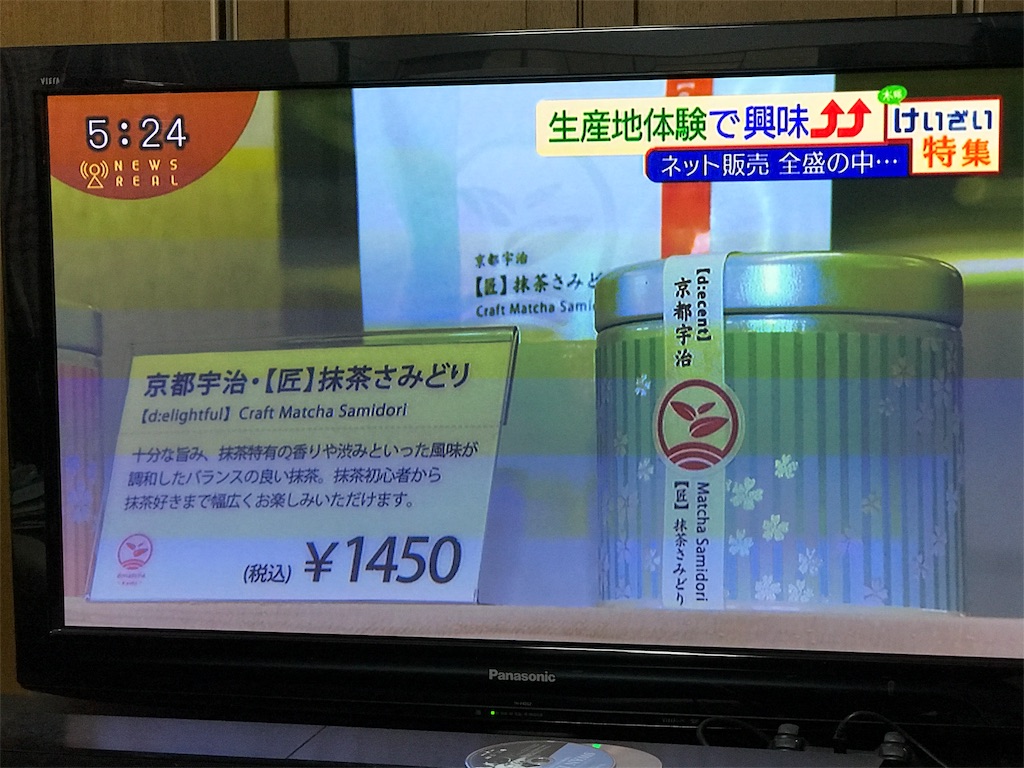 VIERA
5:24
NEWS
REAL
生産地体験で興味
木曜
けいざい
特集
ネット販売 全盛の中…
京都宇治
【匠】抹茶さみど
Craft Matcha Samid
京都宇治・【匠】抹茶さみどり
【d:elightful】 Craft Matcha Samidori
十分な旨み、抹茶特有の香りや渋みといった風味が
調和したバランスの良い抹茶。抹茶初心者から
抹茶好きまで幅広くお楽しみいただけます。
(税込) ¥1450
【d:ecent】
京都宇治
Matcha Samidori
【匠】抹茶さみどり
Panasonic